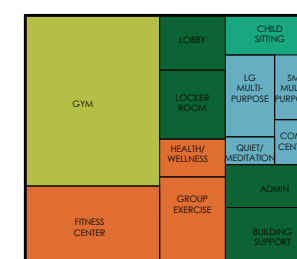 GYM
LOBBY
CHILD
SITTING
LOCKER
ROOM
LG
MULTI-
PURPOSE
HEALTH/
WELLNESS
QUIET/
MEDITATION
FITNESS
CENTER
GROUP
EXERCISE
ADMIN
BUILDING
SUPPORT